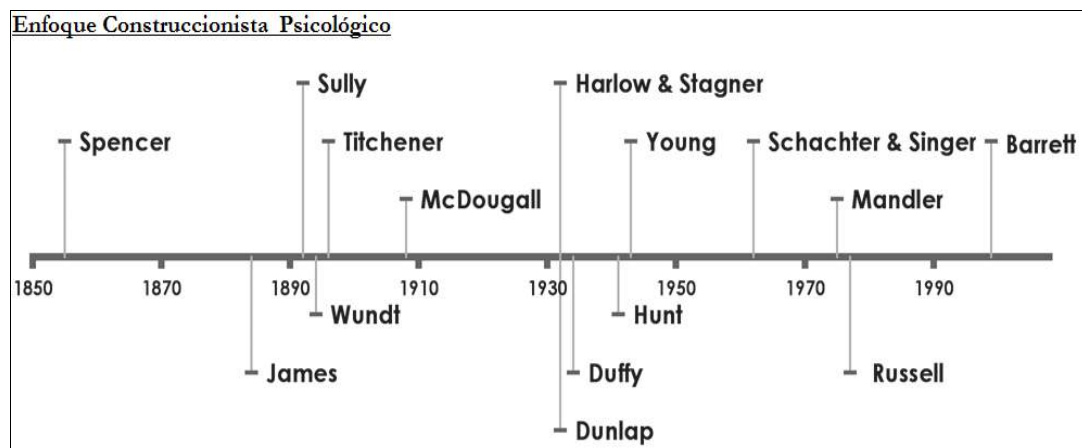 Enfoque Construccionista Psicológico
Sully
Harlow & Stagner
Spencer
Titchener
Young
Schachter & Singer
Barrett
McDougall
Mandler
1850
1870
1890
1910
1930
1950
1970
1990
Wundt
Hunt
James
Duffy
Russell
Dunlap